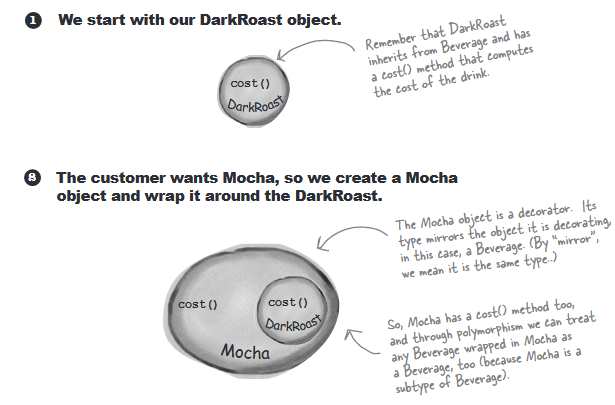 1 We start with our DarkRoast object.
Remember that DarkRoast
inherits from Beverage and has
a cost() method that computes
the cost of the drink.
cost()
DarkRoast
8 The customer wants Mocha, so we create a Mocha
object and wrap it around the DarkRoast.
The Mocha object is a decorator. Its
type mirrors the object it is decorating,
in this case, a Beverage. (By "mirror",
we mean it is the same type..)
cost()
cost()
DarkRoast
Mocha
So, Mocha has a cost() method too,
and through polymorphism we can treat
any Beverage wrapped in Mocha as
a Beverage, too (because Mocha is a
subtype of Beverage).